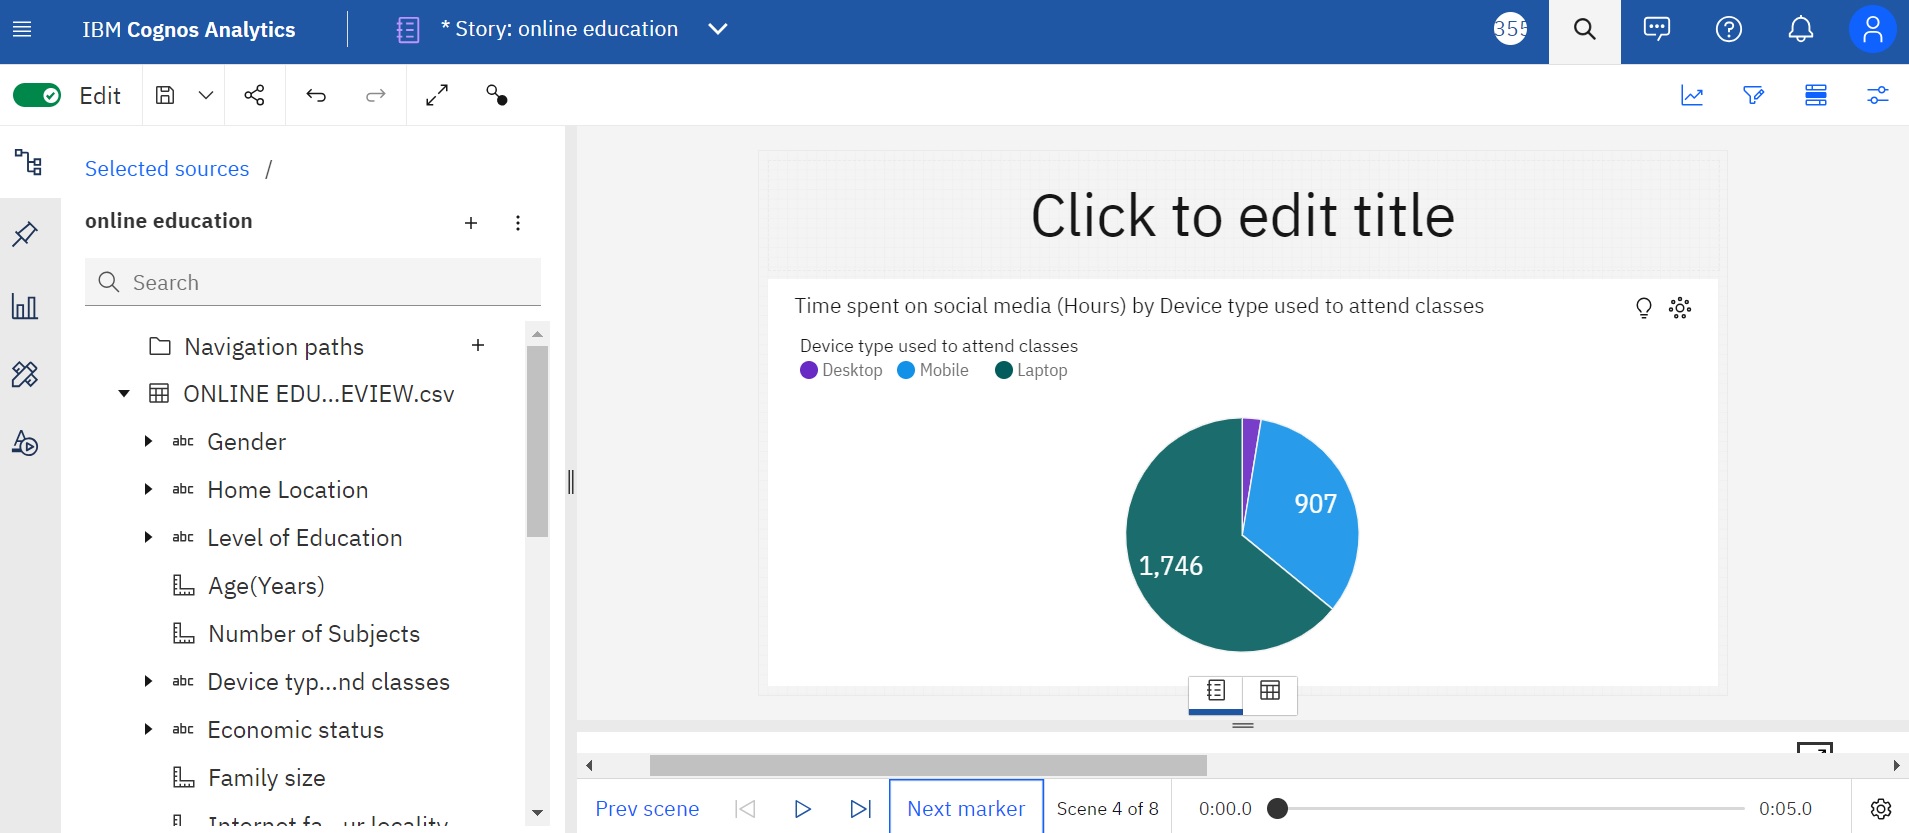 IBM Cognos Analytics
* Story: online education
355
Edit
Selected sources /
online education
Search
Navigation paths
ONLINE EDU...EVIEW.csv
abc Gender
abc Home Location
abc Level of Education
Age(Years)
Number of Subjects
abc Device typ...nd classes
abc Economic status
Family size
Internet fa...ur locality
Click to edit title
Time spent on social media (Hours) by Device type used to attend classes
Device type used to attend classes
Desktop Mobile Laptop
907
1,746
Prev scene
Next marker
Scene 4 of 8
0:00.0
0:05.0